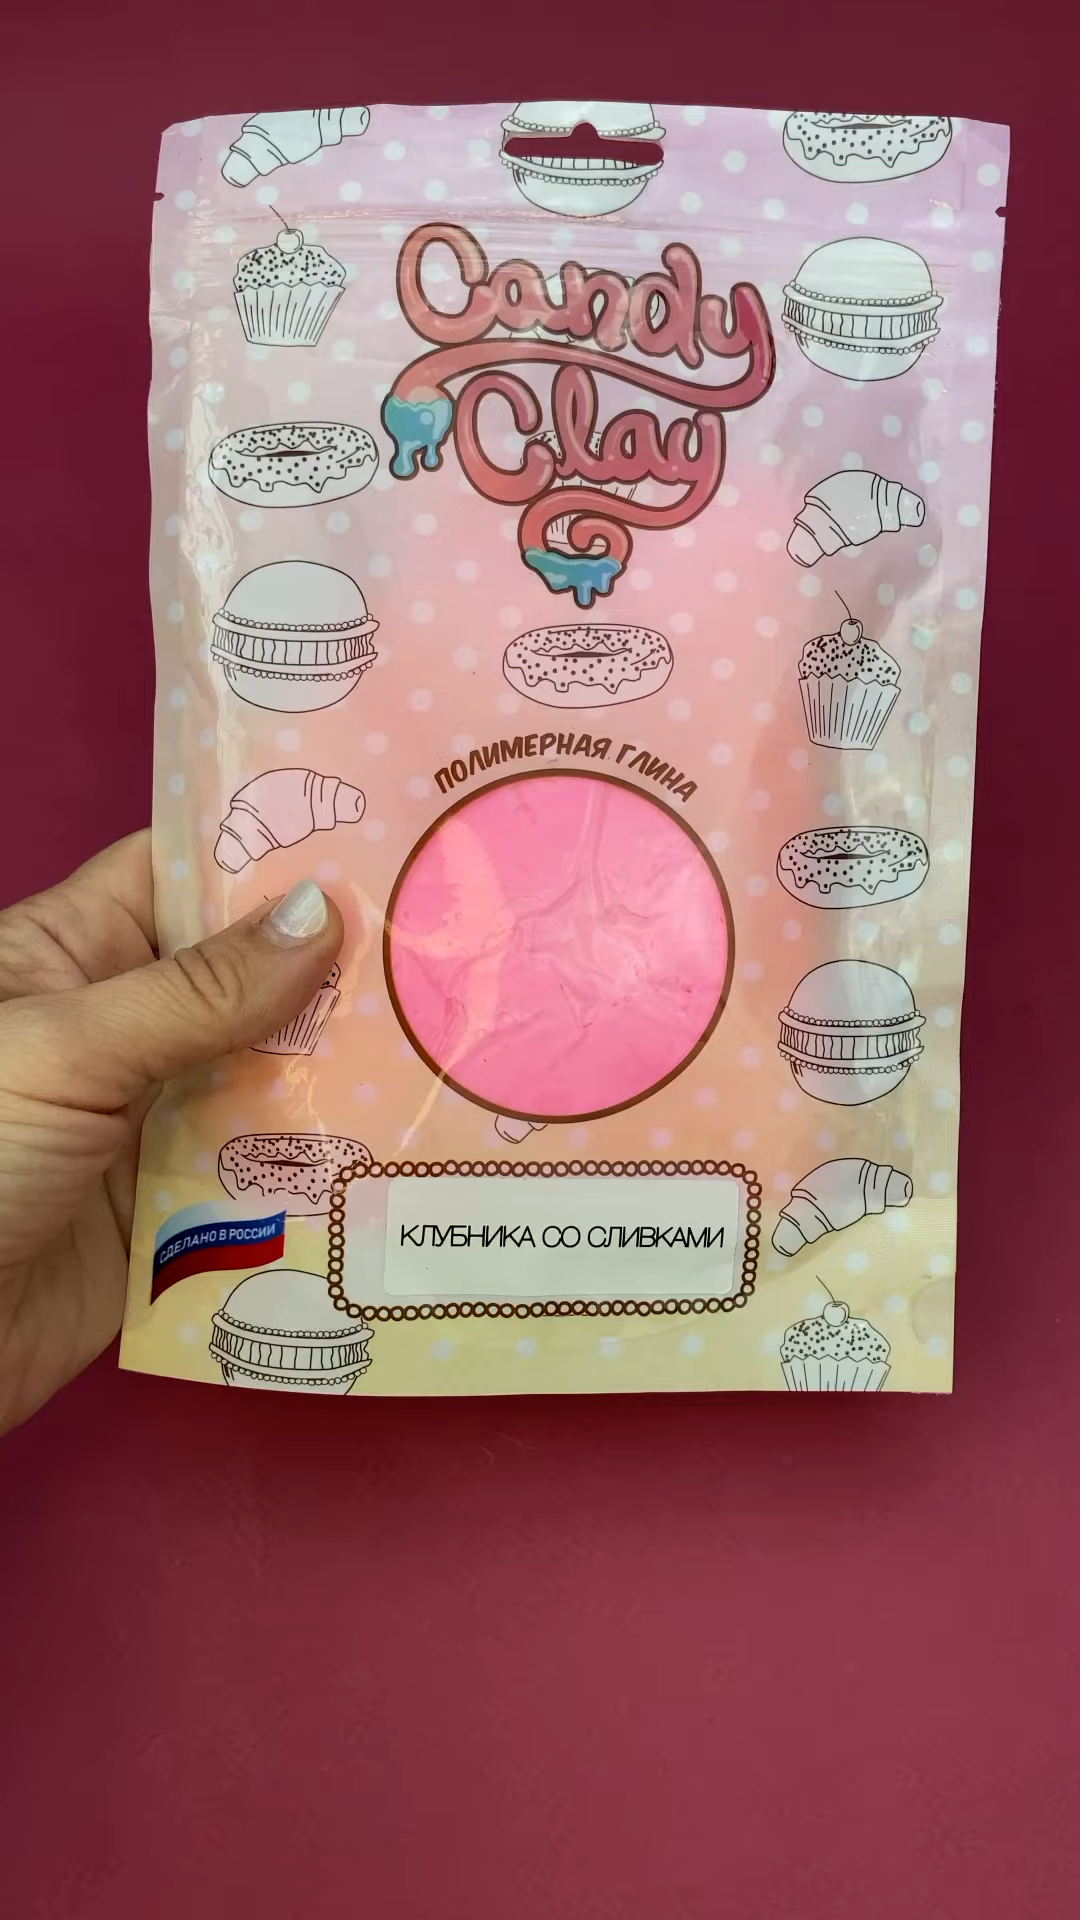 Candy
Clay
ПОЛИМЕРНАЯ ГЛИНА
СДЕЛАНО В РОССИИ
КЛУБНИКА СО СЛИВКАМИ